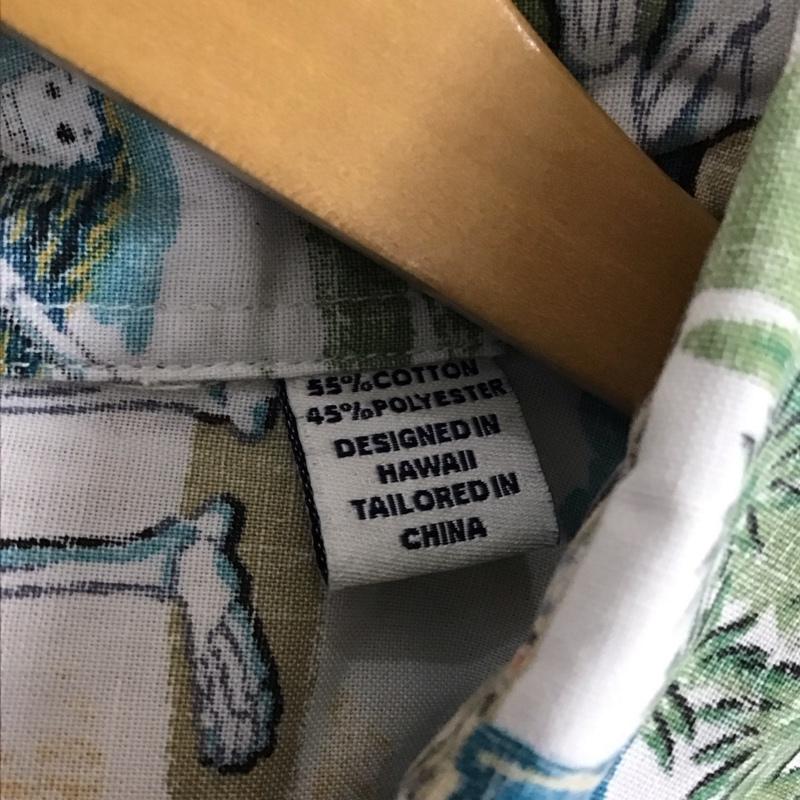 55% COTTON
45% POLYESTER
DESIGNED IN
HAWAII
TAILORED IN
CHINA